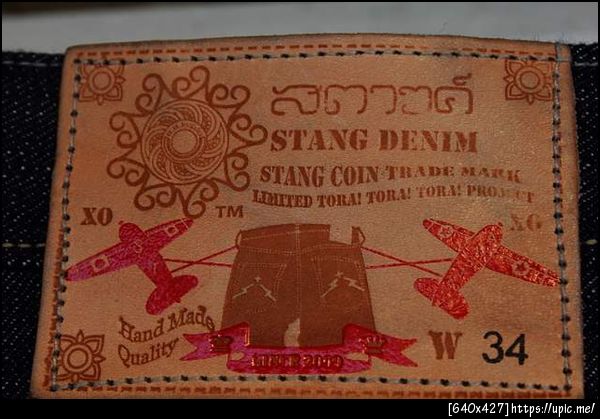 สตางค์
STANG DENIM
STANG COIN TRADE MARK
LIMITED TORA! TORA! TORA! PROJECT
XO
XO
TM
Hand Made
Quality
W 34
[640x427]https://upic.me/